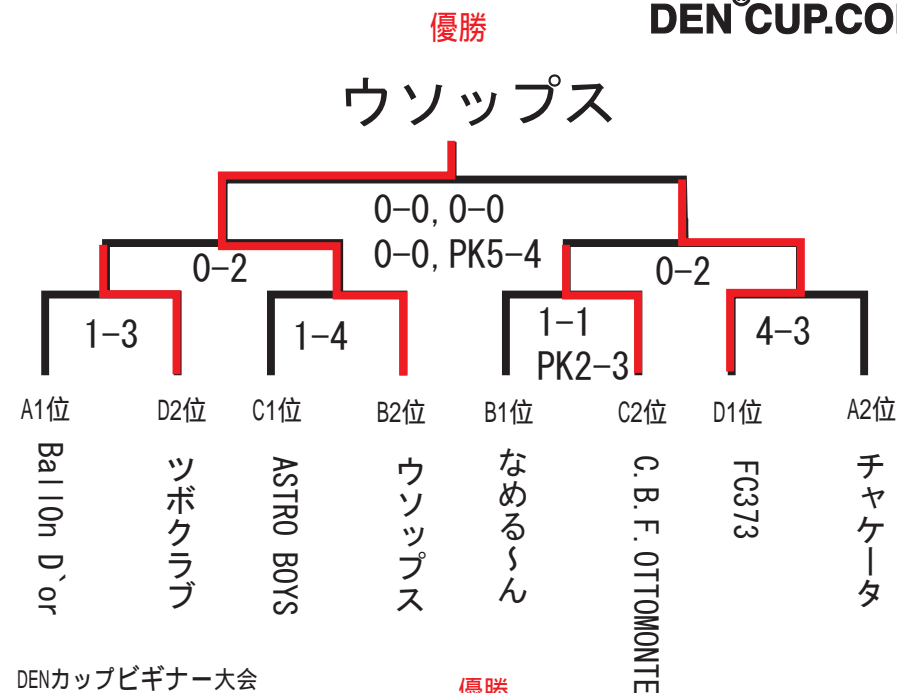 優勝
DEN®CUP.CO
ウソップス
0-0, 0-0
0-0, PK5-4
0-2
0-2
1-3
1-4
1-1
PK2-3
4-3
A1位
D2位
C1位
B2位
B1位
C2位
D1位
A2位
BallOn D`or
ツボクラブ
ASTRO BOYS
ウソップス
なめる~ん
C.B.F.OTTOMONTE
FC373
チャケータ
DENカップビギナー大会
優勝